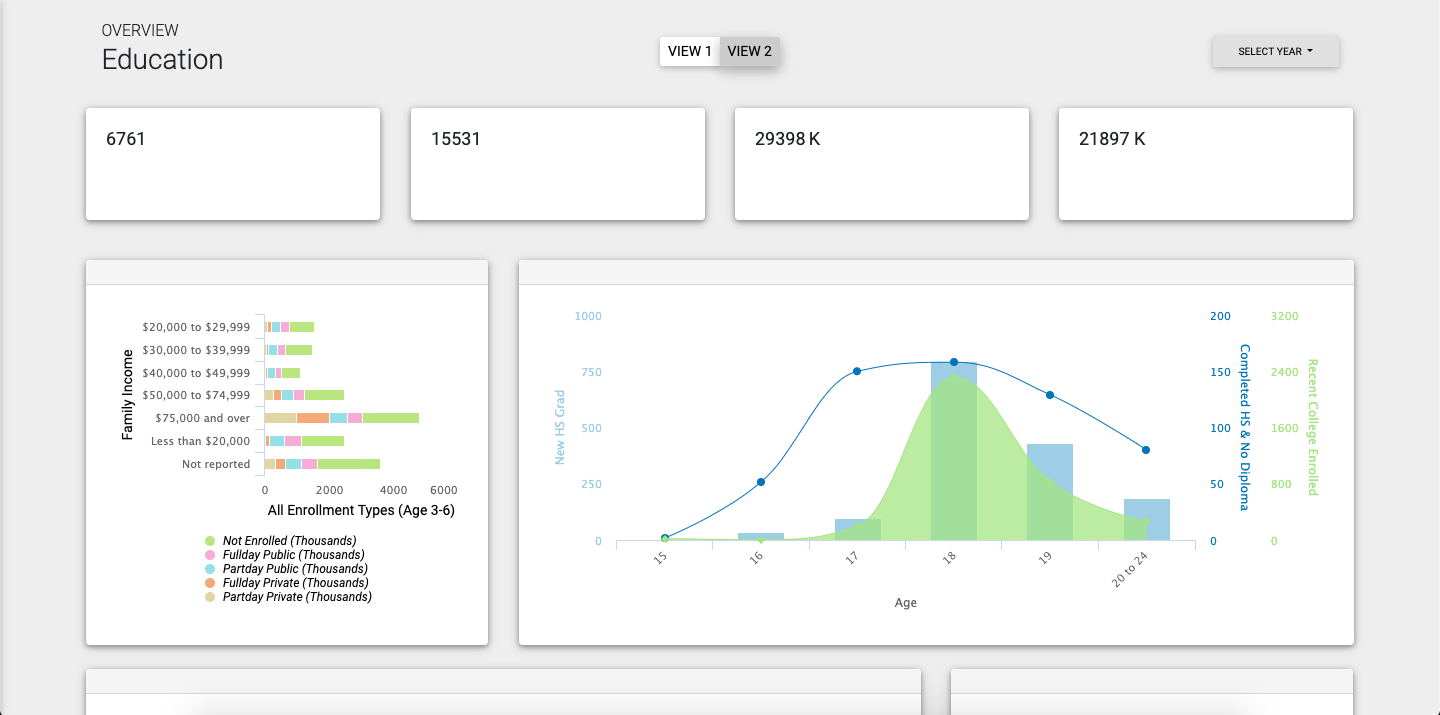 OVERVIEW
Education
VIEW 1
VIEW 2
SELECT YEAR
6761
15531
29398 K
21897 K
Family Income
$20,000 to $29,999
$30,000 to $39,999
$40,000 to $49,999
$50,000 to $74,999
$75,000 and over
Less than $20,000
Not reported
0
2000
4000
6000
All Enrollment Types (Age 3-6)
Not Enrolled (Thousands)
Fullday Public (Thousands)
Partday Public (Thousands)
Fullday Private (Thousands)
Partday Private (Thousands)
New HS Grad
1000
750
500
250
0
15
16
17
18
19
20 to 24
Age
200
150
100
50
0
Completed HS & No Diploma
3200
2400
1600
800
0
Recent College Enrolled